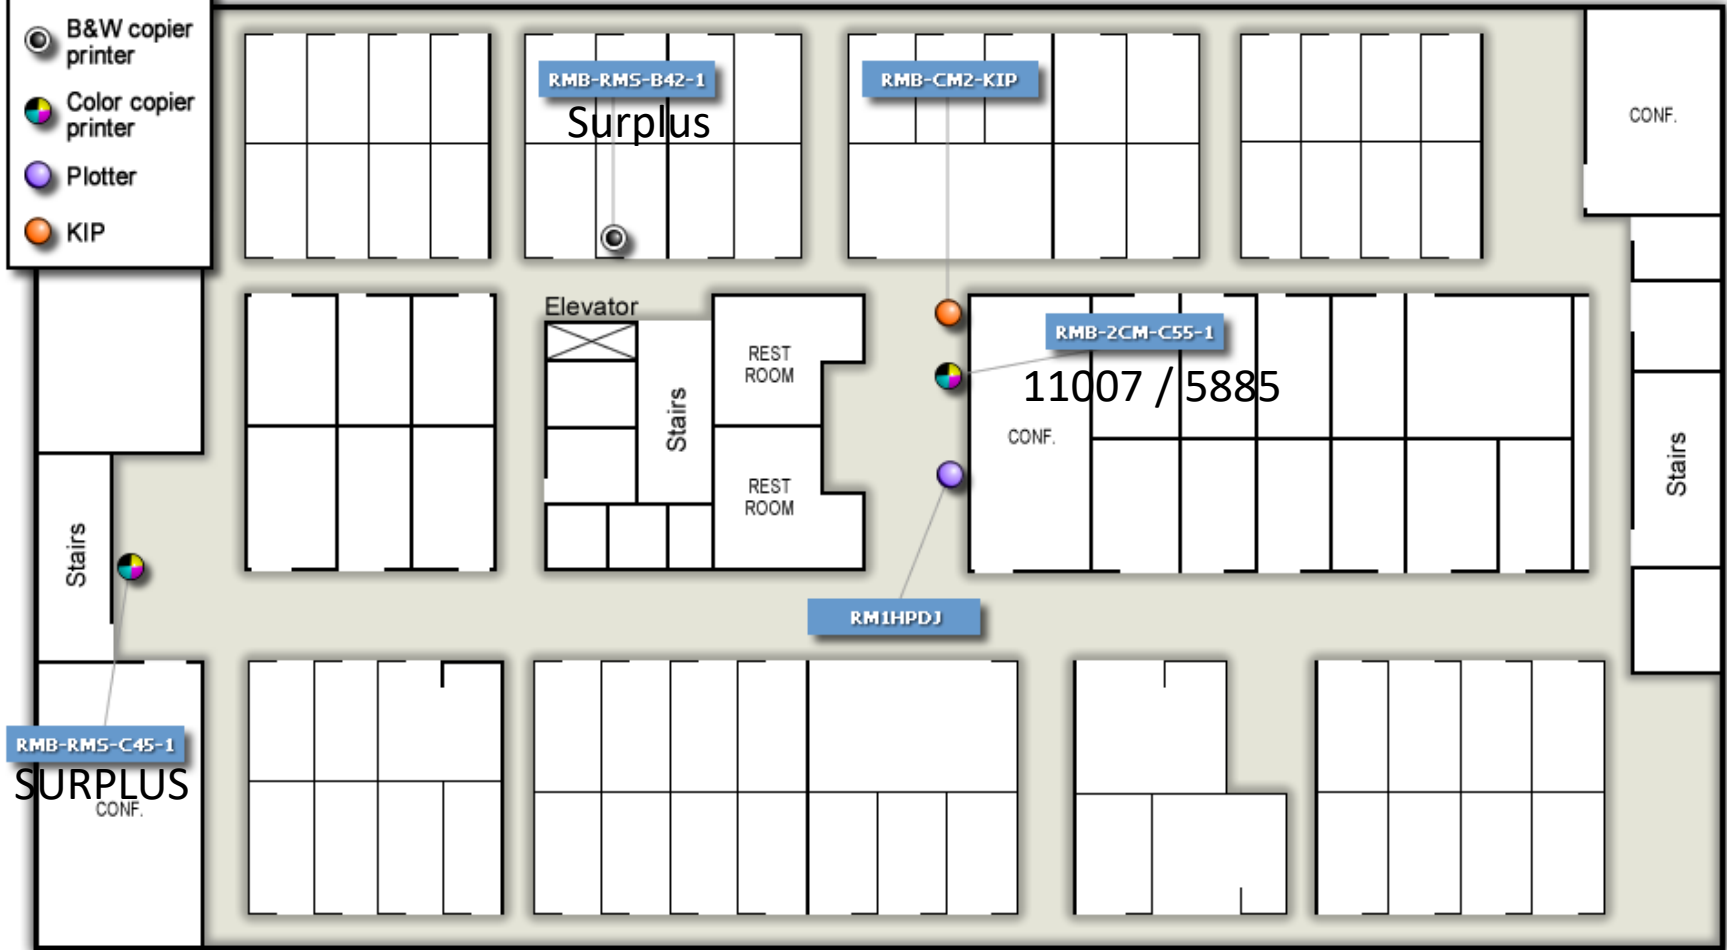 B&W copier
printer
Color copier
printer
Plotter
KIP
RMB-RMS-B42-1
Surplus
RMB-CM2-KIP
CONF.
Elevator
REST
ROOM
Stairs
REST
ROOM
RMB-2CM-C55-1
11007 / 5885
CONF.
Stairs
Stairs
RM1HPDJ
RMB-RMS-C45-1
SURPLUS
CONF.